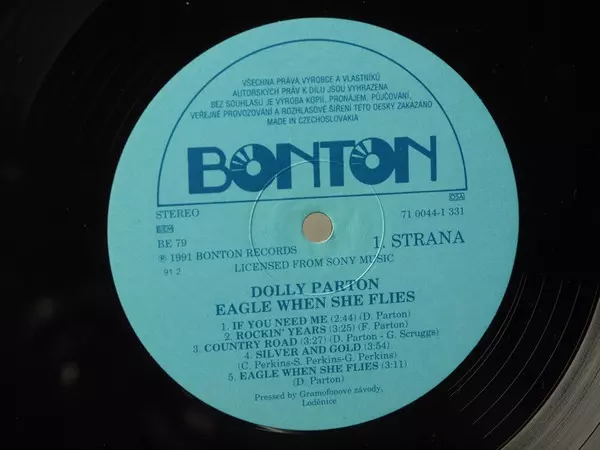 VŠECHNA PRÁVA VÝROBCE A VLASTNÍKŮ
AUTORSKÝCH PRÁV K DÍLU JSOU VYHRAZENA
BEZ SOUHLASU JE VÝROBA KOPIÍ, PRONÁJEM, PŮJČOVÁNÍ,
VEŘEJNÉ PROVOZOVÁNÍ A ROZHLASOVÉ ŠÍŘENÍ TÉTO DESKY ZAKÁZÁNO
MADE IN CZECHOSLOVAKIA
BONTON
OSA
STEREO
71 0044-1 331
BIEM
BE 79
1. STRANA
℗ 1991 BONTON RECORDS
LICENSED FROM SONY MUSIC
91 2
DOLLY PARTON
EAGLE WHEN SHE FLIES
1. IF YOU NEED ME (2:44) (D. Parton)
2. ROCKIN' YEARS (3:25) (F. Parton)
3. COUNTRY ROAD (3:27) (D. Parton - G. Scruggs)
4. SILVER AND GOLD (3:54)
(C. Perkins-S. Perkins-G. Perkins)
5. EAGLE WHEN SHE FLIES (3:11)
(D. Parton)
Pressed by Gramofonové závody,
Loděnice